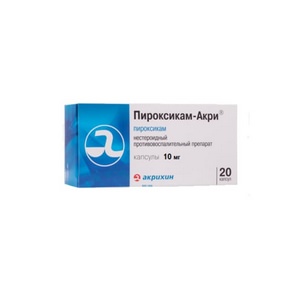 Пироксикам-Акри®
пироксикам
нестероидный
противовоспалительный препарат
капсулы 10 мг
акрихин
20
капсул